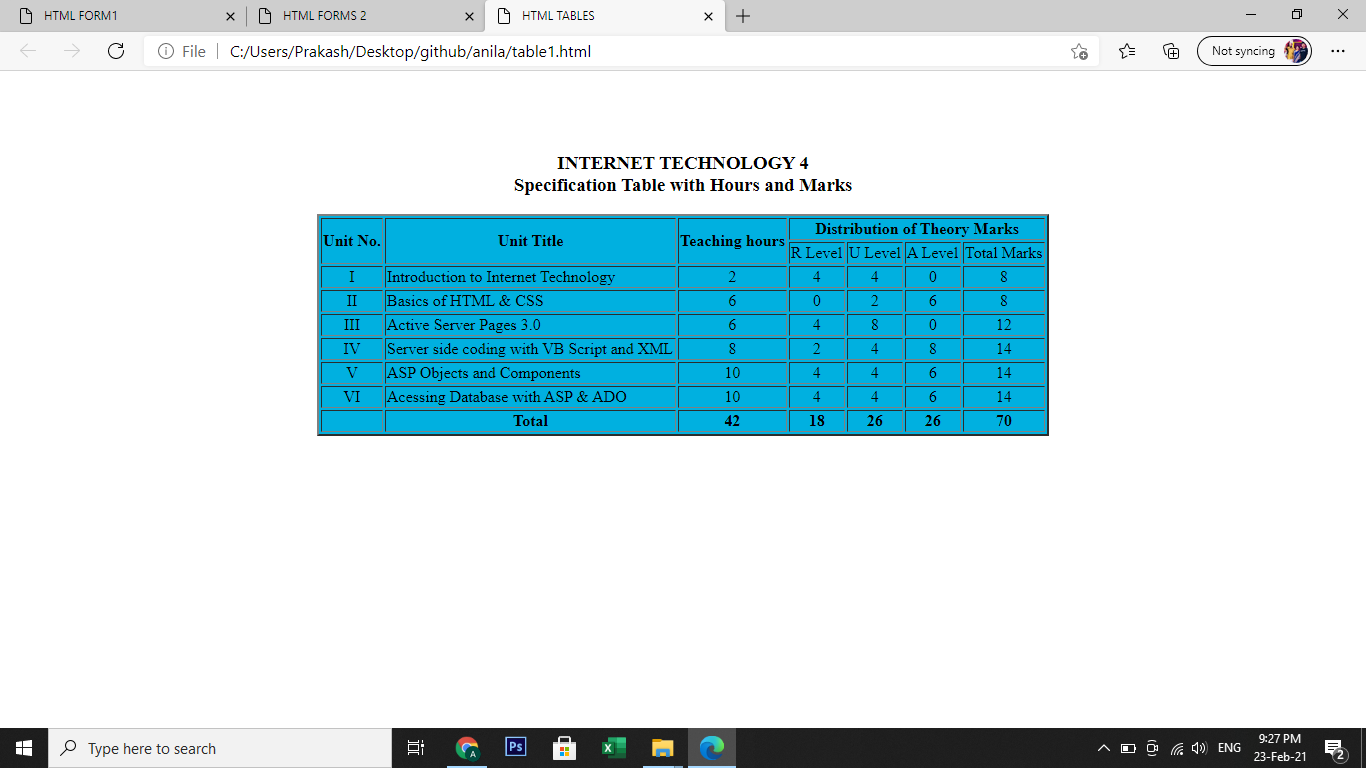 HTML FORM1
HTML FORMS 2
HTML TABLES
File C:/Users/Prakash/Desktop/github/anila/table1.html Not syncing
INTERNET TECHNOLOGY 4
Specification Table with Hours and Marks
Unit No. Unit Title Teaching hours Distribution of Theory Marks
R Level U Level A Level Total Marks
I Introduction to Internet Technology 2 4 4 0 8
II Basics of HTML & CSS 6 0 2 6 8
III Active Server Pages 3.0 6 4 8 0 12
IV Server side coding with VB Script and XML 8 2 4 8 14
V ASP Objects and Components 10 4 4 6 14
VI Acessing Database with ASP & ADO 10 4 4 6 14
Total 42 18 26 26 70
Type here to search
A
Ps
X
ENG
9:27 PM
23-Feb-21
2